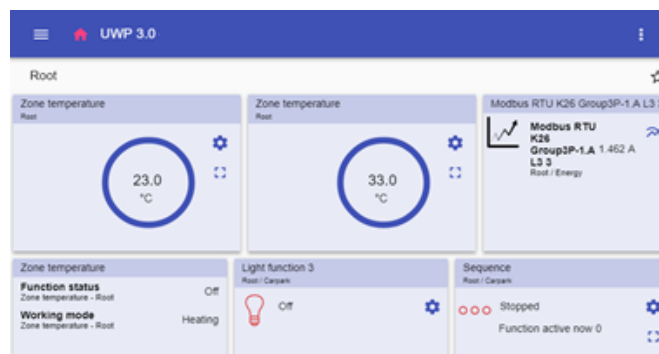 UWP 3.0
Root
Zone temperature
Root
23.0
°C
Zone temperature
Root
33.0
°C
Modbus RTU K26 Group3P-1.A L3
Modbus RTU
K26
Group3P-1.A 1.462 A
L3 3
Root / Energy
Zone temperature
Function status
Zone temperature - Root
Off
Working mode
Zone temperature - Root
Heating
Light function 3
Root / Carpark
Off
Sequence
Root / Carpark
Stopped
Function active now 0